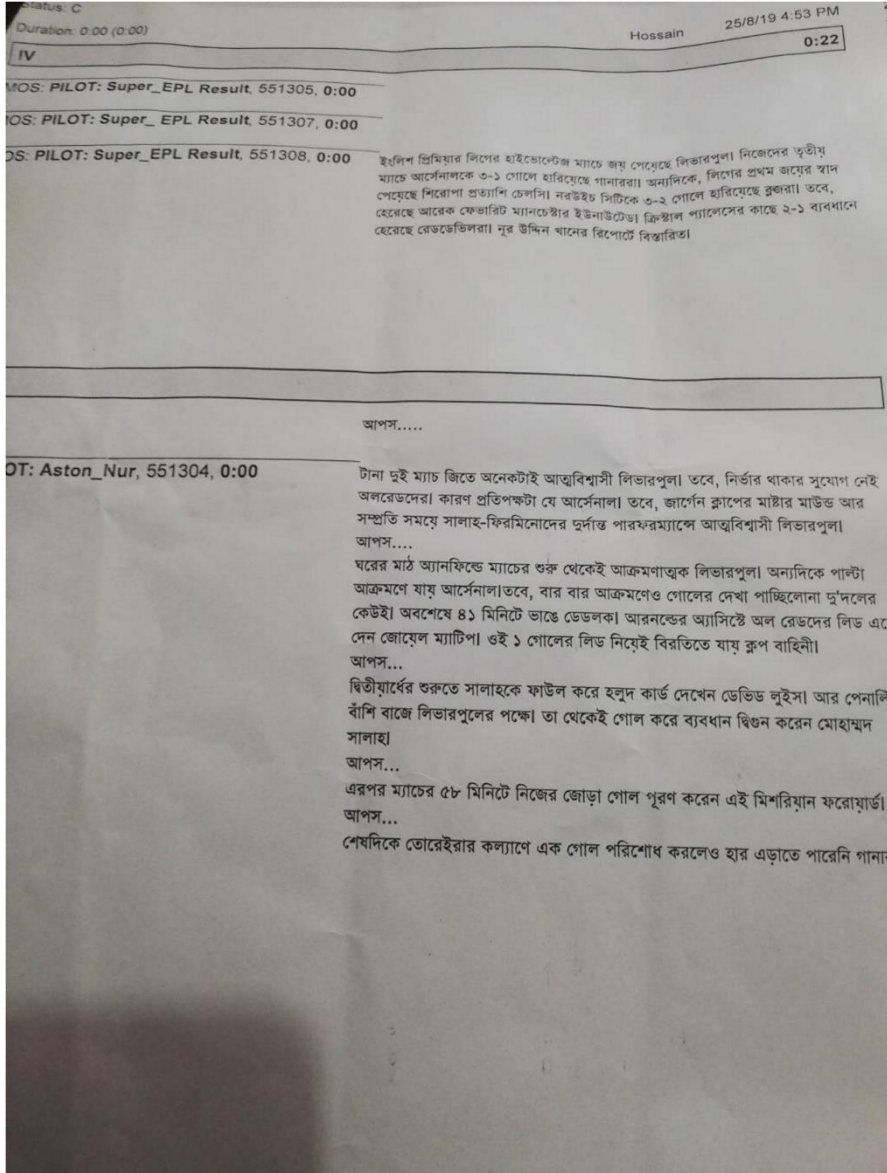 Status: C
Duration: 0:00 (0:00)
Hossain
25/8/19 4:53 PM
IV
0:22
MOS: PILOT: Super_EPL Result, 551305, 0:00
OS: PILOT: Super_ EPL Result, 551307, 0:00
OS: PILOT: Super_EPL Result, 551308, 0:00
ইংলিশ প্রিমিয়ার লিগের হাইভোল্টেজ ম্যাচে জয় পেয়েছে লিভারপুল। নিজেদের তৃতীয়
ম্যাচে আর্সেনালকে ৩-১ গোলে হারিয়েছে গানাররা। অন্যদিকে, লিগের প্রথম জয়ের স্বাদ
পেয়েছে শিরোপা প্রত্যাশি চেলসি। নরউইচ সিটিকে ৩-২ গোলে হারিয়েছে ব্লুজরা। তবে,
হেরেছে আরেক ফেভারিট ম্যানচেস্টার ইউনাইটেড। ক্রিস্টাল প্যালেসের কাছে ২-১ ব্যবধানে
হেরেছে রেডডেভিলরা। নূর উদ্দিন খানের রিপোর্টে বিস্তারিত।
আপস.....
OT: Aston_Nur, 551304, 0:00
টানা দুই ম্যাচ জিতে অনেকটাই আত্মবিশ্বাসী লিভারপুল। তবে, নির্ভার থাকার সুযোগ নেই
অলরেডদের। কারণ প্রতিপক্ষটা যে আর্সেনাল। তবে, জার্গেন ক্লাপের মাষ্টার মাউন্ড আর
সম্প্রতি সময়ে সালাহ-ফিরমিনোদের দুর্দান্ত পারফরম্যান্সে আত্মবিশ্বাসী লিভারপুল।
আপস....
ঘরের মাঠ অ্যানফিল্ডে ম্যাচের শুরু থেকেই আক্রমণাত্মক লিভারপুল। অন্যদিকে পাল্টা
আক্রমণে যায় আর্সেনাল।তবে, বার বার আক্রমণেও গোলের দেখা পাচ্ছিলোনা দু'দলের
কেউই। অবশেষে ৪১ মিনিটে ভাঙে ডেডলক। আরনল্ডের অ্যাসিস্টে অল রেডদের লিড এ
দেন জোয়েল ম্যাটিপ। ওই ১ গোলের লিড নিয়েই বিরতিতে যায় ক্লপ বাহিনী।
আপস...
দ্বিতীয়ার্ধের শুরুতে সালাহকে ফাউল করে হলুদ কার্ড দেখেন ডেভিড লুইস। আর পেনাল্
বাঁশি বাজে লিভারপুলের পক্ষে। তা থেকেই গোল করে ব্যবধান দ্বিগুন করেন মোহাম্মদ
সালাহ।
আপস...
এরপর ম্যাচের ৫৮ মিনিটে নিজের জোড়া গোল পূরণ করেন এই মিশরিয়ান ফরোয়ার্ড।
আপস...
শেষদিকে তোরেইরার কল্যাণে এক গোল পরিশোধ করলেও হার এড়াতে পারেনি গানা